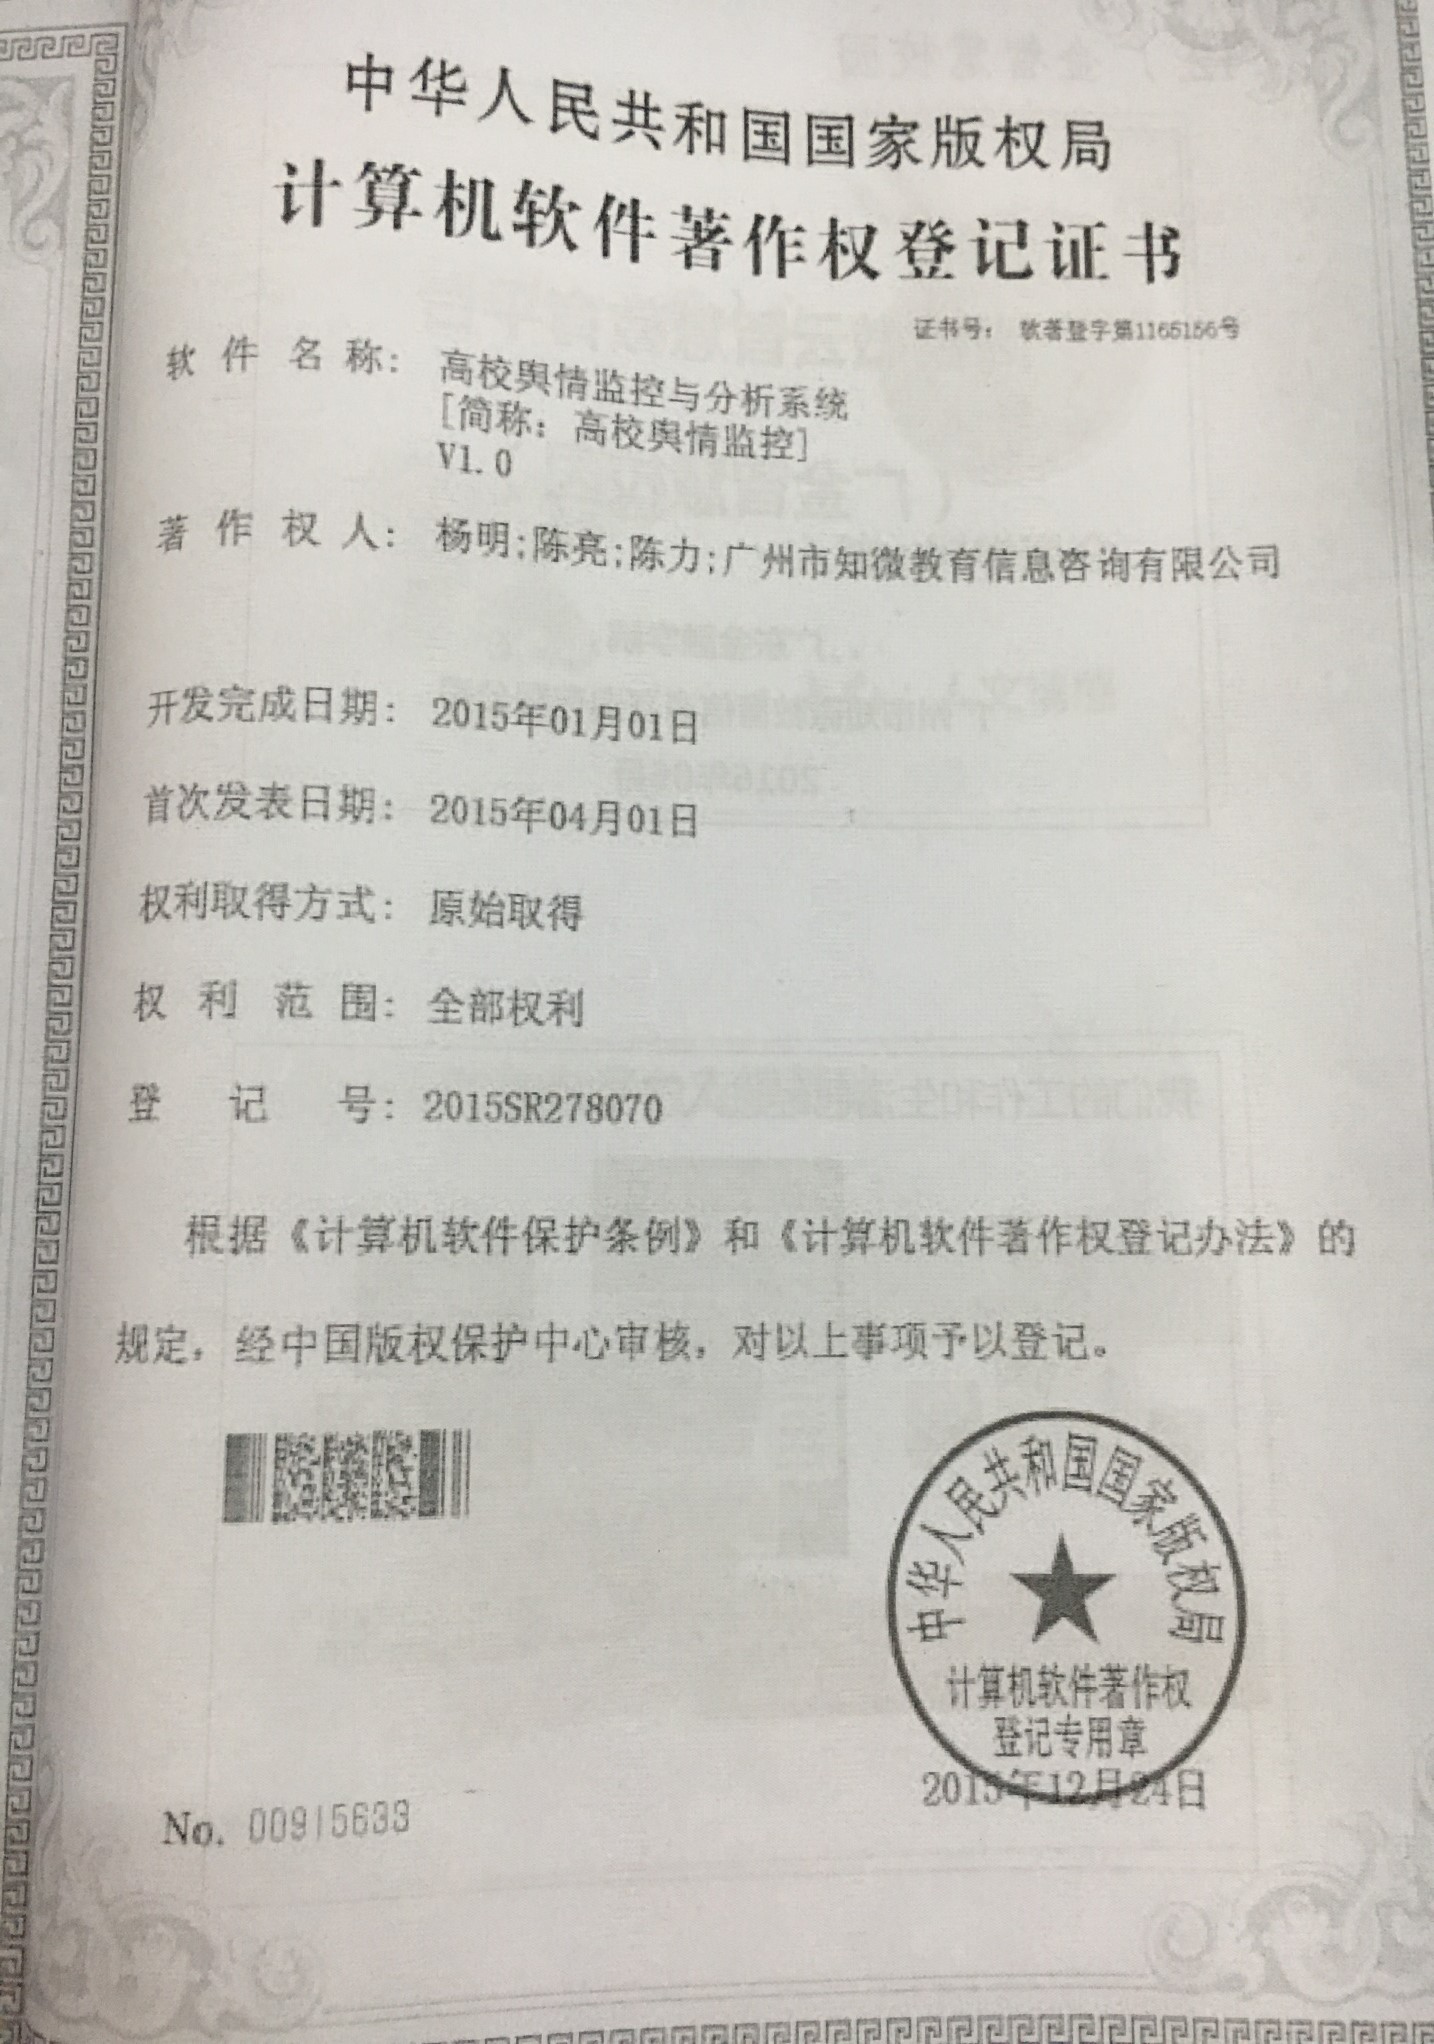 中华人民共和国国家版权局
计算机软件著作权登记证书
证书号： 软著登字第1165156号
软件名称： 高校舆情监控与分析系统
[简称：高校舆情监控]
V1.0
著作权人： 杨明;陈亮;陈力;广州市知微教育信息咨询有限公司
开发完成日期： 2015年01月01日
首次发表日期： 2015年04月01日
权利取得方式： 原始取得
权利范围： 全部权利
登记号： 2015SR278070
根据《计算机软件保护条例》和《计算机软件著作权登记办法》的
规定，经中国版权保护中心审核，对以上事项予以登记。
中华人民共和国国家版权局
计算机软件著作权
登记专用章
2015年12月24日
No. 00915633